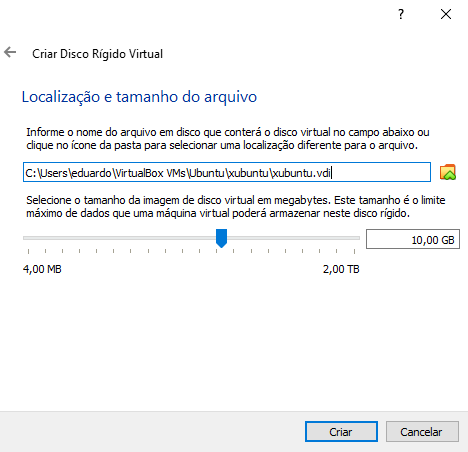 ?
Criar Disco Rígido Virtual
Localização e tamanho do arquivo
Informe o nome do arquivo em disco que conterá o disco virtual no campo abaixo ou
clique no ícone da pasta para selecionar uma localização diferente para o arquivo.
C:\Users\eduardo\VirtualBox VMs\Ubuntu\xubuntu\xubuntu.vdi
Selecione o tamanho da imagem de disco virtual em megabytes. Este tamanho é o limite
máximo de dados que uma máquina virtual poderá armazenar neste disco rígido.
10,00 GB
4,00 MB 2,00 TB
Criar Cancelar